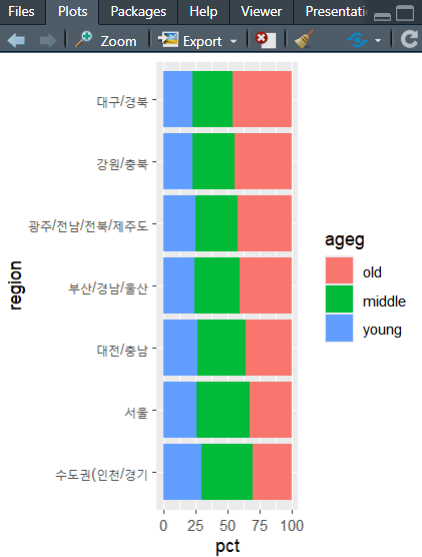 Files Plots Packages Help Viewer Presentati
Zoom Export
대구/경북
강원/충북
광주/전남/전북/제주도
부산/경남/울산
대전/충남
서울
수도권(인천/경기
region
0 25 50 75 100
pct
ageg
old
middle
young